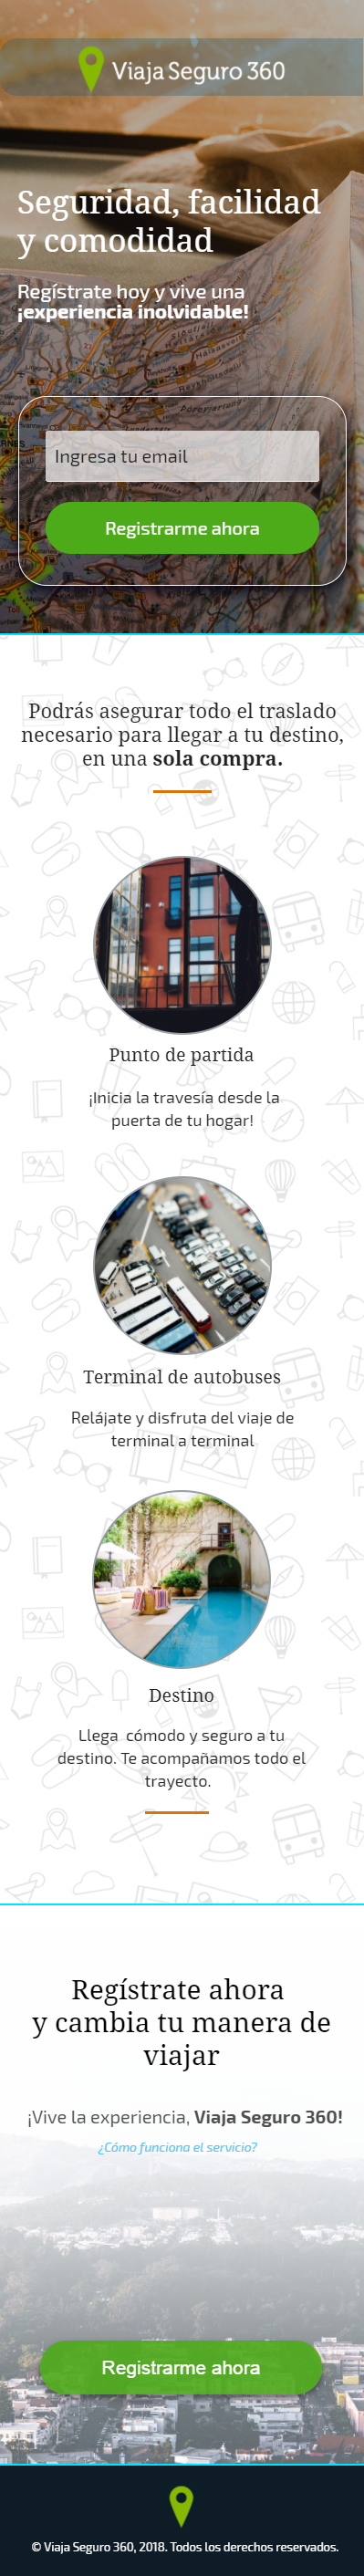 Viaja Seguro 360
Seguridad, facilidad
y comodidad
Regístrate hoy y vive una
¡experiencia inolvidable!
Ingresa tu email
Registrarme ahora
Podrás asegurar todo el traslado
necesario para llegar a tu destino,
en una sola compra.
Punto de partida
¡Inicia la travesía desde la
puerta de tu hogar!
Terminal de autobuses
Relájate y disfruta del viaje de
terminal a terminal
Destino
Llega cómodo y seguro a tu
destino. Te acompañamos todo el
trayecto.
Regístrate ahora
y cambia tu manera de
viajar
¡Vive la experiencia, Viaja Seguro 360!
¿Cómo funciona el servicio?
Registrarme ahora
© Viaja Seguro 360, 2018. Todos los derechos reservados.